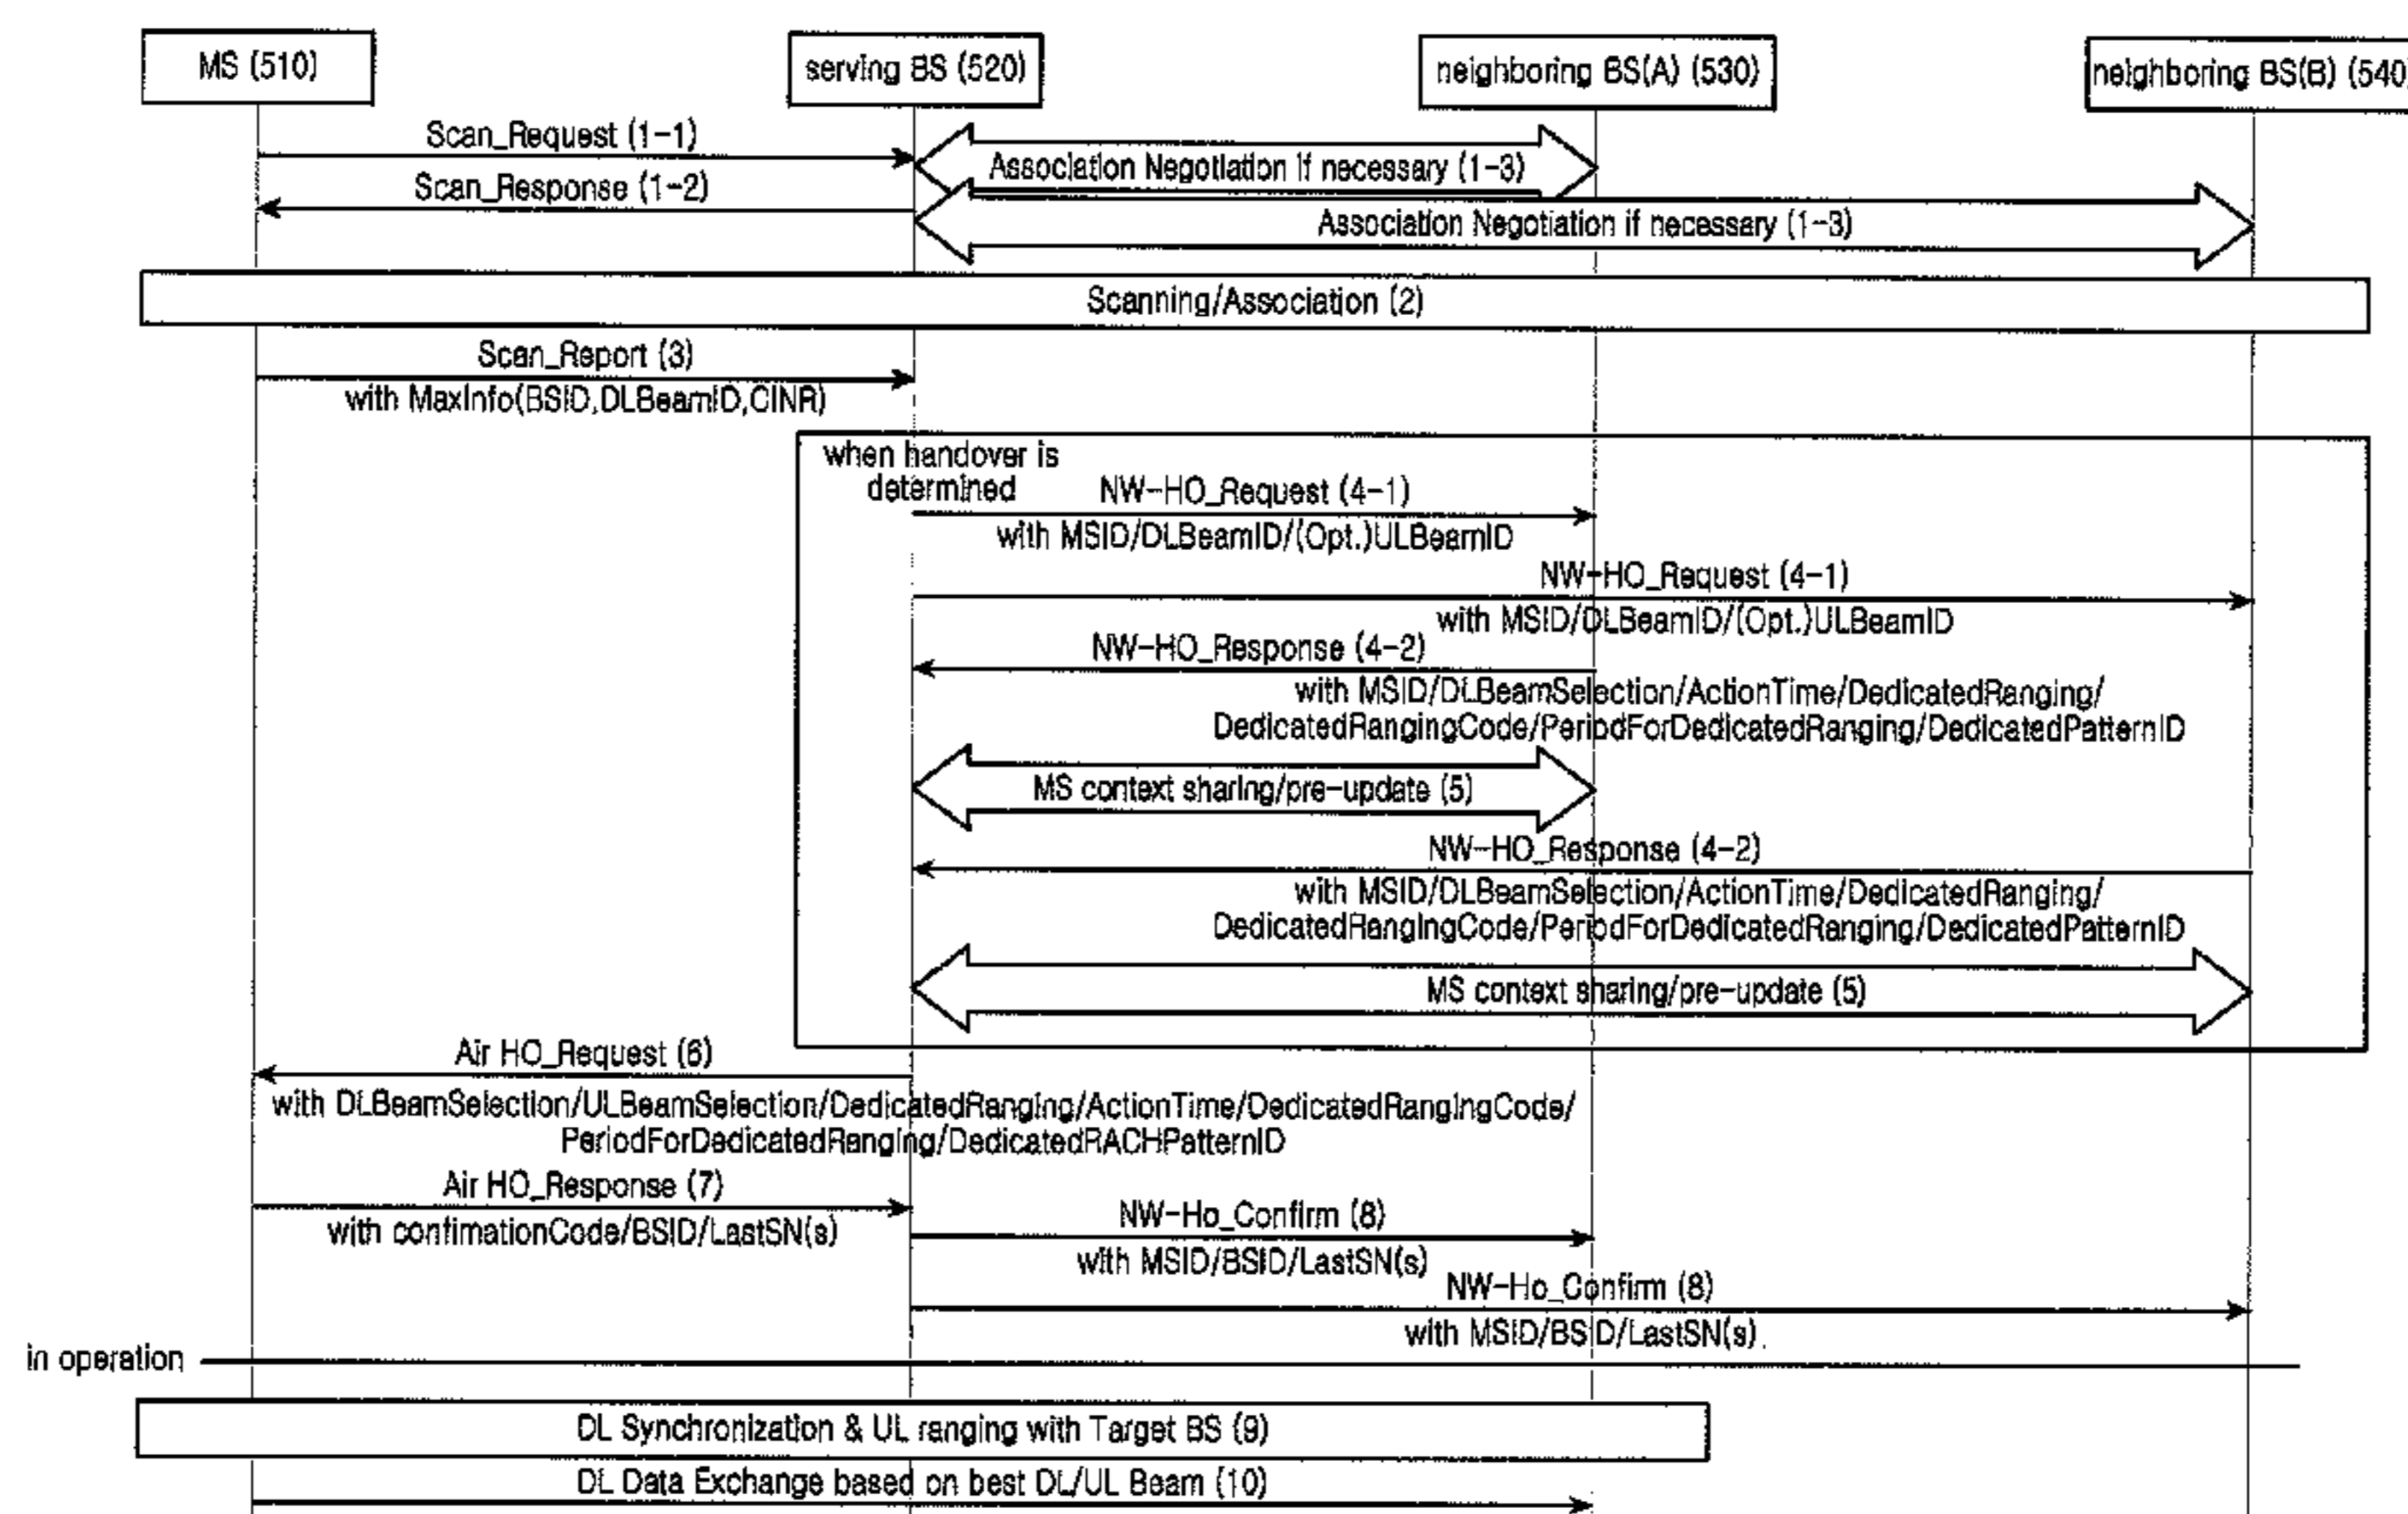 MS (510)
serving BS (520)
neighboring BS(A) (530)
neighboring BS(B) (540)
Scan_Request (1-1)
Association Negotiation if necessary (1-3)
Scan_Response (1-2)
Association Negotiation if necessary (1-3)
Scanning/Association (2)
Scan_Report (3)
with MaxInfo(BSID,DLBeamID,CINR)
when handover is
determined
NW-HO_Request (4-1)
with MSID/DLBeamID/(Opt.)ULBeamID
NW-HO_Request (4-1)
with MSID/DLBeamID/(Opt.)ULBeamID
NW-HO_Response (4-2)
with MSID/DLBeamSelection/ActionTime/DedicatedRanging/
DedicatedRangingCode/PeriodForDedicatedRanging/DedicatedPatternID
MS context sharing/pre-update (5)
NW-HO_Response (4-2)
with MSID/DLBeamSelection/ActionTime/DedicatedRanging/
DedicatedRangingCode/PeriodForDedicatedRanging/DedicatedPatternID
MS context sharing/pre-update (5)
Air HO_Request (6)
with DLBeamSelection/ULBeamSelection/DedicatedRanging/ActionTime/DedicatedRangingCode/
PeriodForDedicatedRanging/DedicatedRACHPatternID
Air HO_Response (7)
with confimationCode/BSID/LastSN(s)
NW-Ho_Confirm (8)
with MSID/BSID/LastSN(s)
NW-Ho_Confirm (8)
with MSID/BSID/LastSN(s)
in operation
DL Synchronization & UL ranging with Target BS (9)
DL Data Exchange based on best DL/UL Beam (10)